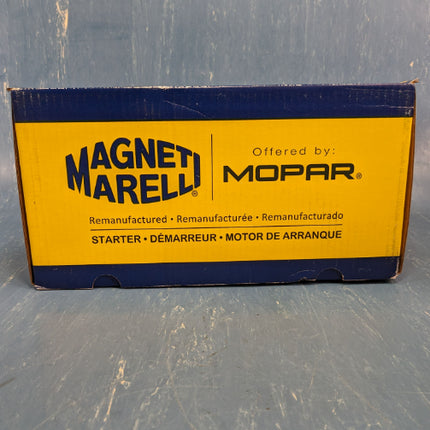 MAGNETI
MARELLI®
Offered by:
MOPAR®
Remanufactured • Remanufacturée • Remanufacturado
STARTER • DÉMARREUR • MOTOR DE ARRANQUE